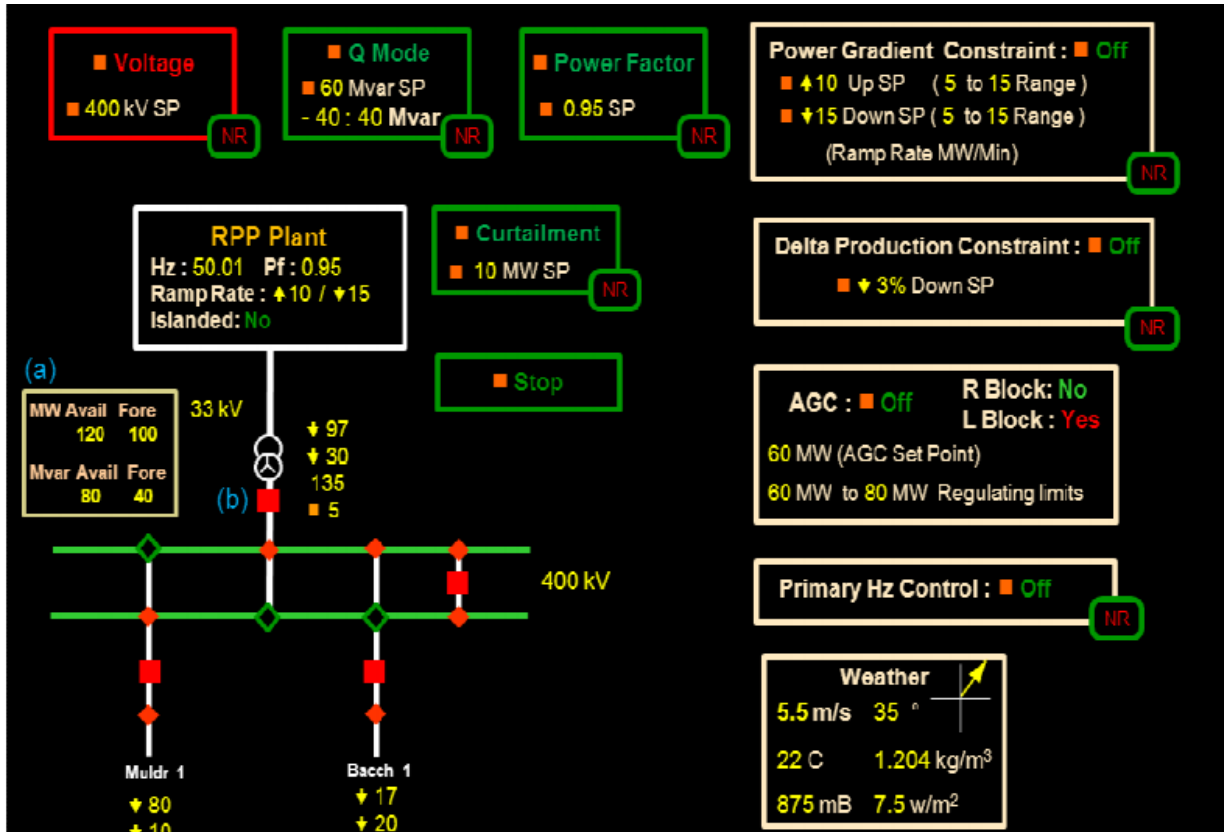 Voltage
400 kV SP
NR
Q Mode
60 Mvar SP
- 40 : 40 Mvar
NR
Power Factor
0.95 SP
NR
Power Gradient Constraint : Off
↑10 Up SP ( 5 to 15 Range )
↓15 Down SP ( 5 to 15 Range )
(Ramp Rate MW/Min)
NR
RPP Plant
Hz : 50.01 Pf : 0.95
Ramp Rate : ↑10 / ↓15
Islanded: No
Curtailment
10 MW SP
NR
Delta Production Constraint : Off
↓ 3% Down SP
NR
Stop
(a)
MW Avail Fore
120 100
Mvar Avail Fore
80 40
33 kV
↓ 97
↓ 30
135
5
(b)
400 kV
AGC : Off
R Block: No
L Block : Yes
60 MW (AGC Set Point)
60 MW to 80 MW Regulating limits
Primary Hz Control : Off
NR
Weather
5.5 m/s 35 °
22 C 1.204 kg/m³
875 mB 7.5 w/m²
Muldr 1
↓ 80
↓ 10
Bacch 1
↓ 17
↓ 20